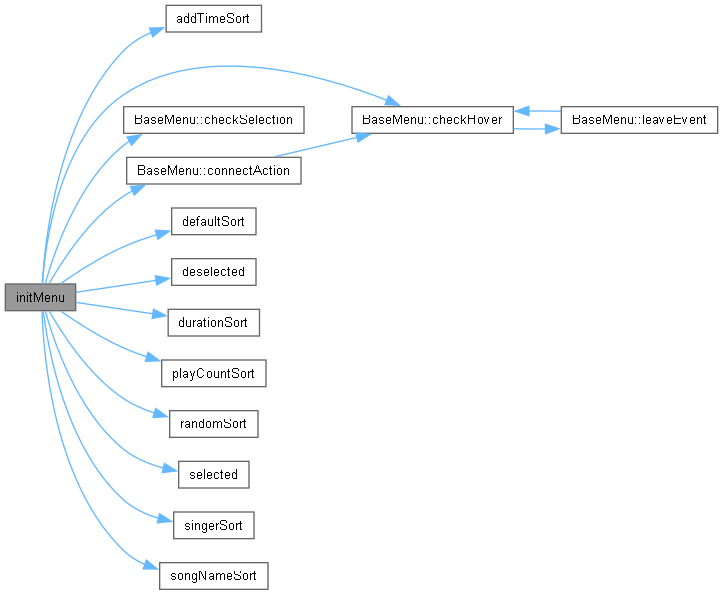 addTimeSort
BaseMenu::checkSelection
BaseMenu::checkHover
BaseMenu::leaveEvent
BaseMenu::connectAction
defaultSort
deselected
initMenu
durationSort
playCountSort
randomSort
selected
singerSort
songNameSort